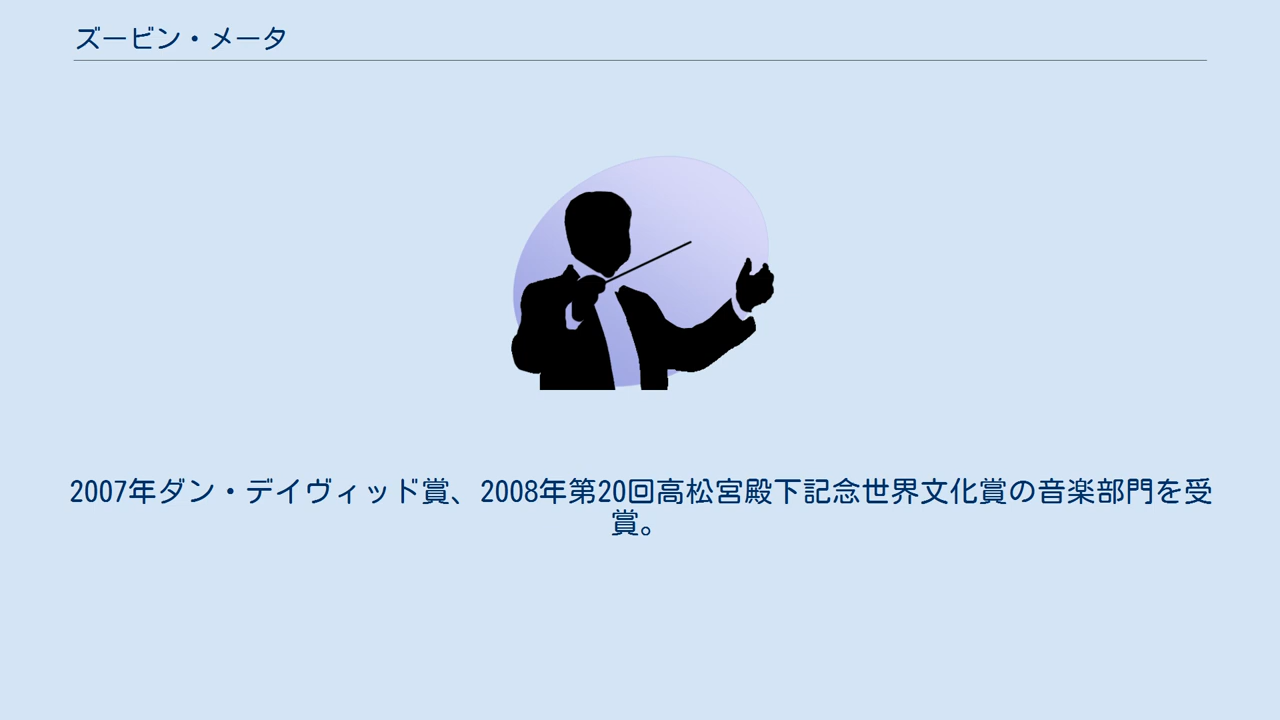 ズービン・メータ
2007年ダン・デイヴィッド賞、2008年第20回高松宮殿下記念世界文化賞の音楽部門を受
賞。